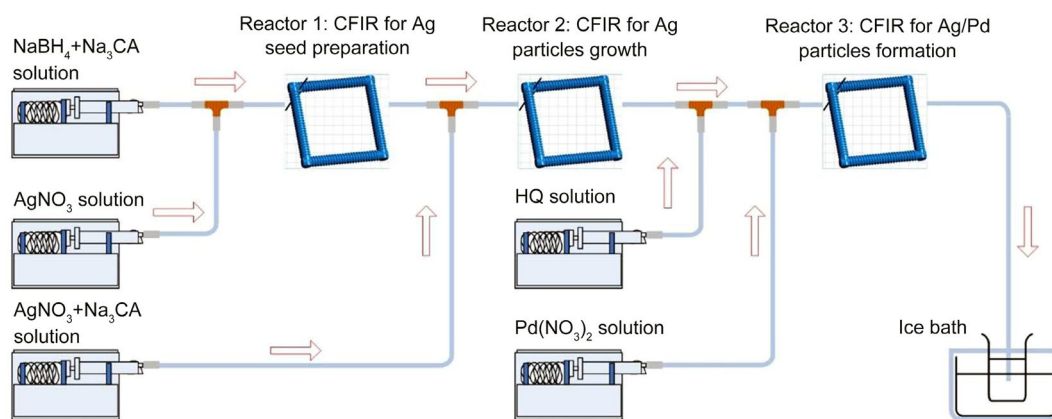 Reactor 1: CFIR for Ag
seed preparation
Reactor 2: CFIR for Ag
particles growth
Reactor 3: CFIR for Ag/Pd
particles formation
NaBH₄+Na₃CA
solution
AgNO₃ solution
HQ solution
AgNO₃+Na₃CA
solution
Pd(NO₃)₂ solution
Ice bath